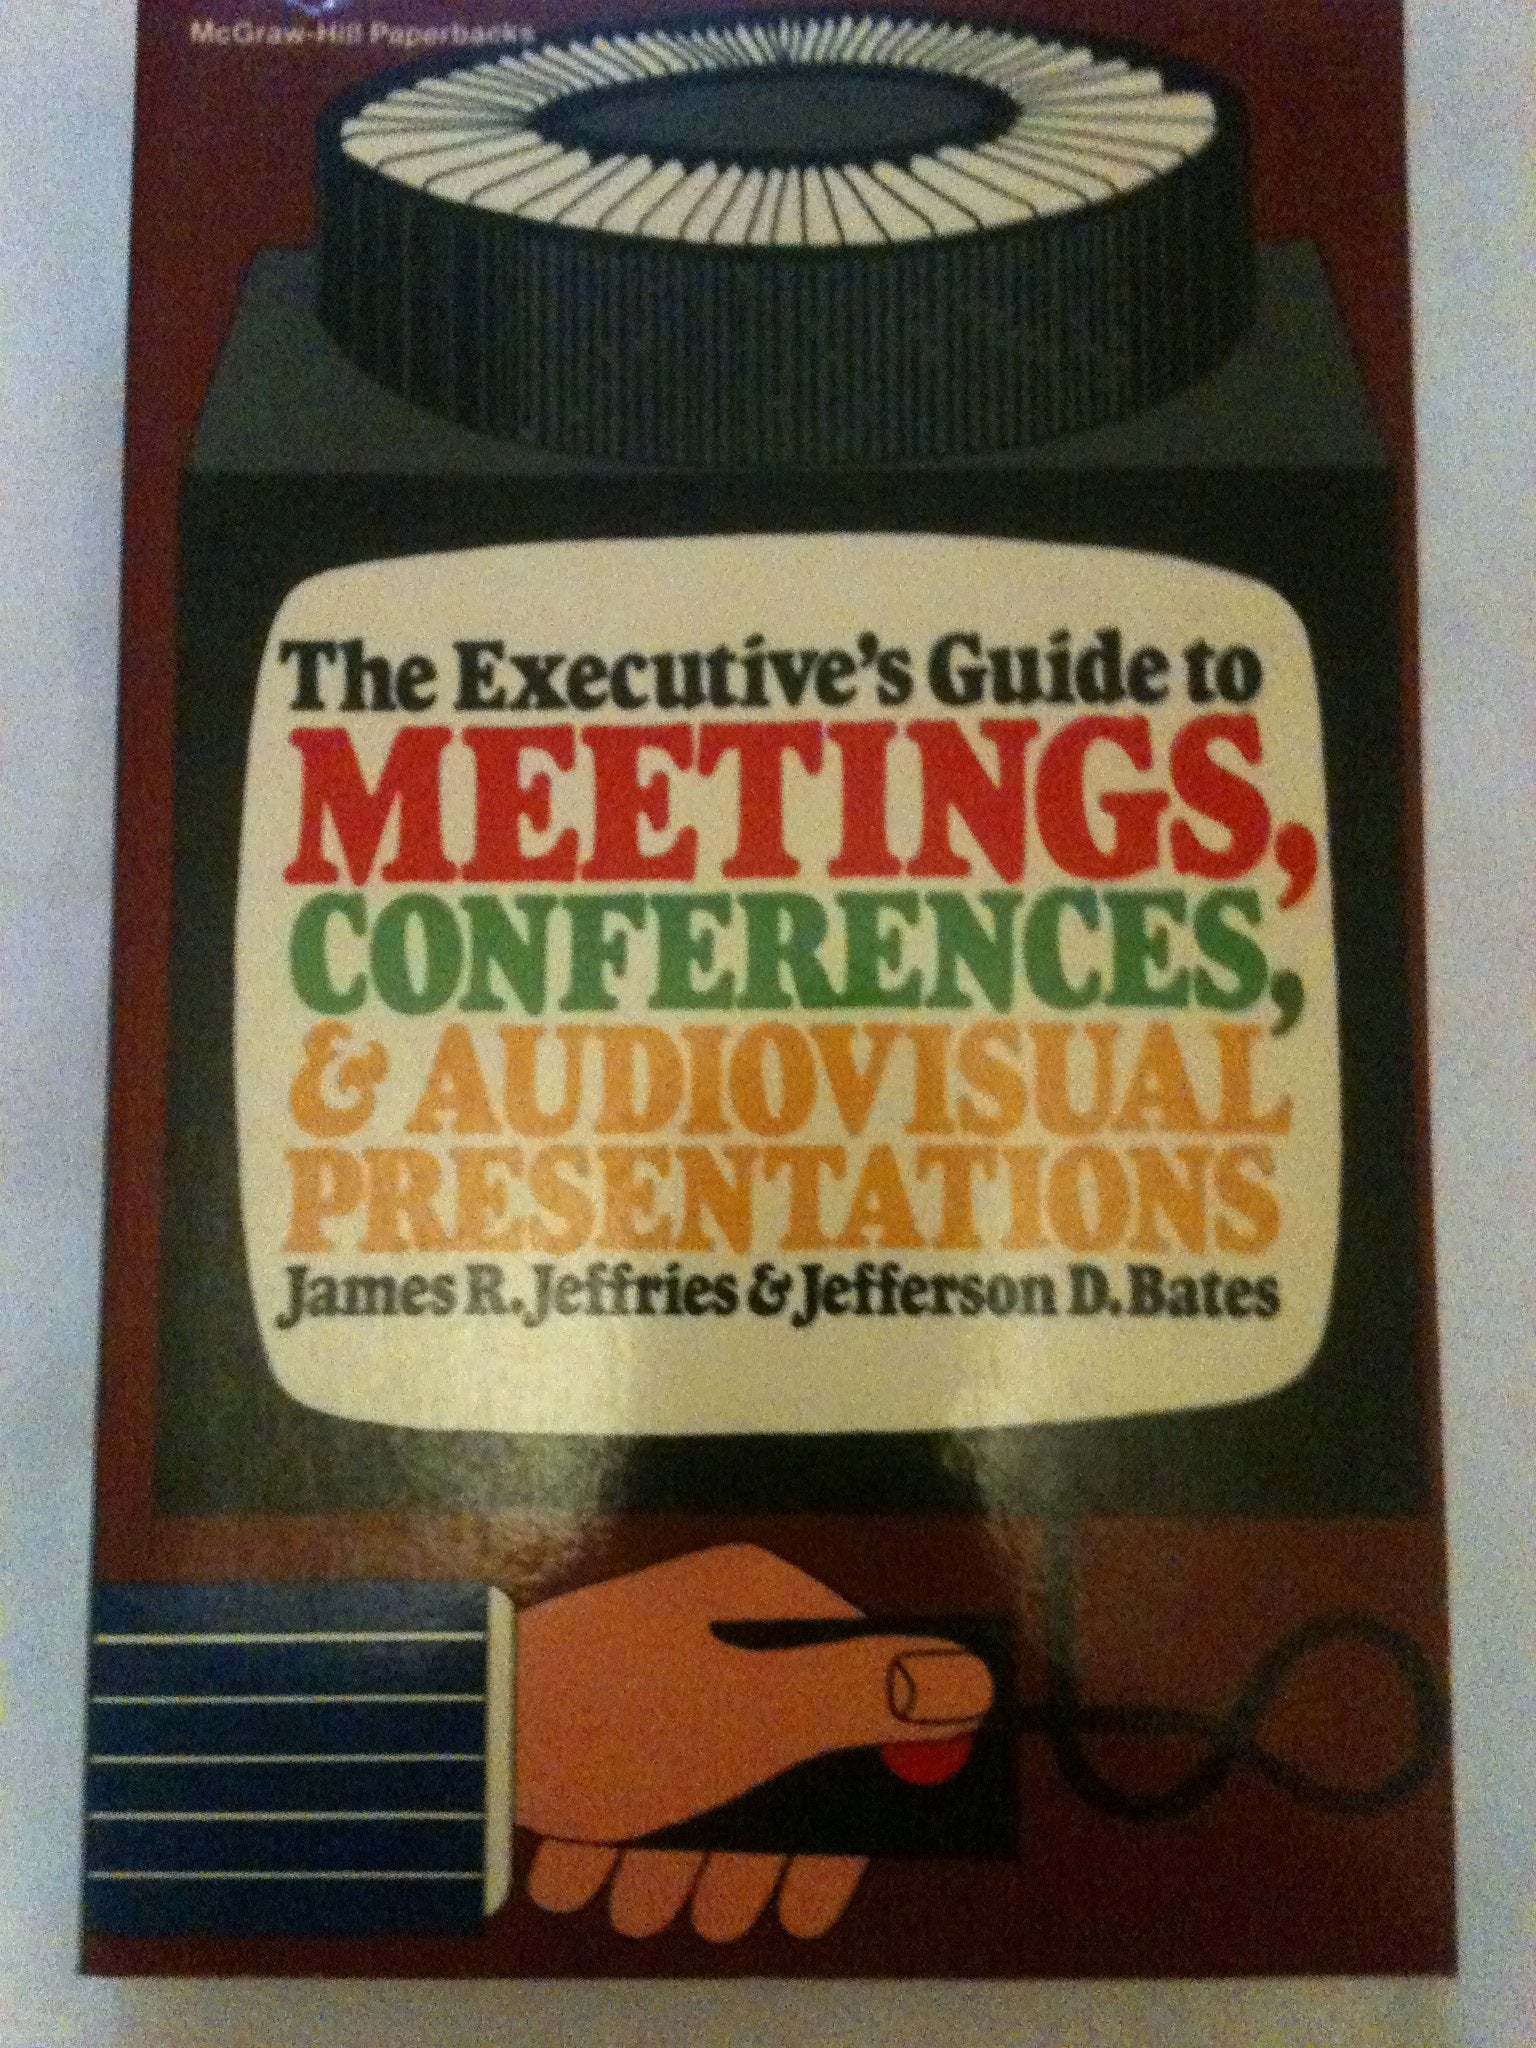 McGraw-Hill Paperbacks
The Executive's Guide to
MEETINGS,
CONFERENCES,
& AUDIOVISUAL
PRESENTATIONS
James R. Jeffries & Jefferson D. Bates